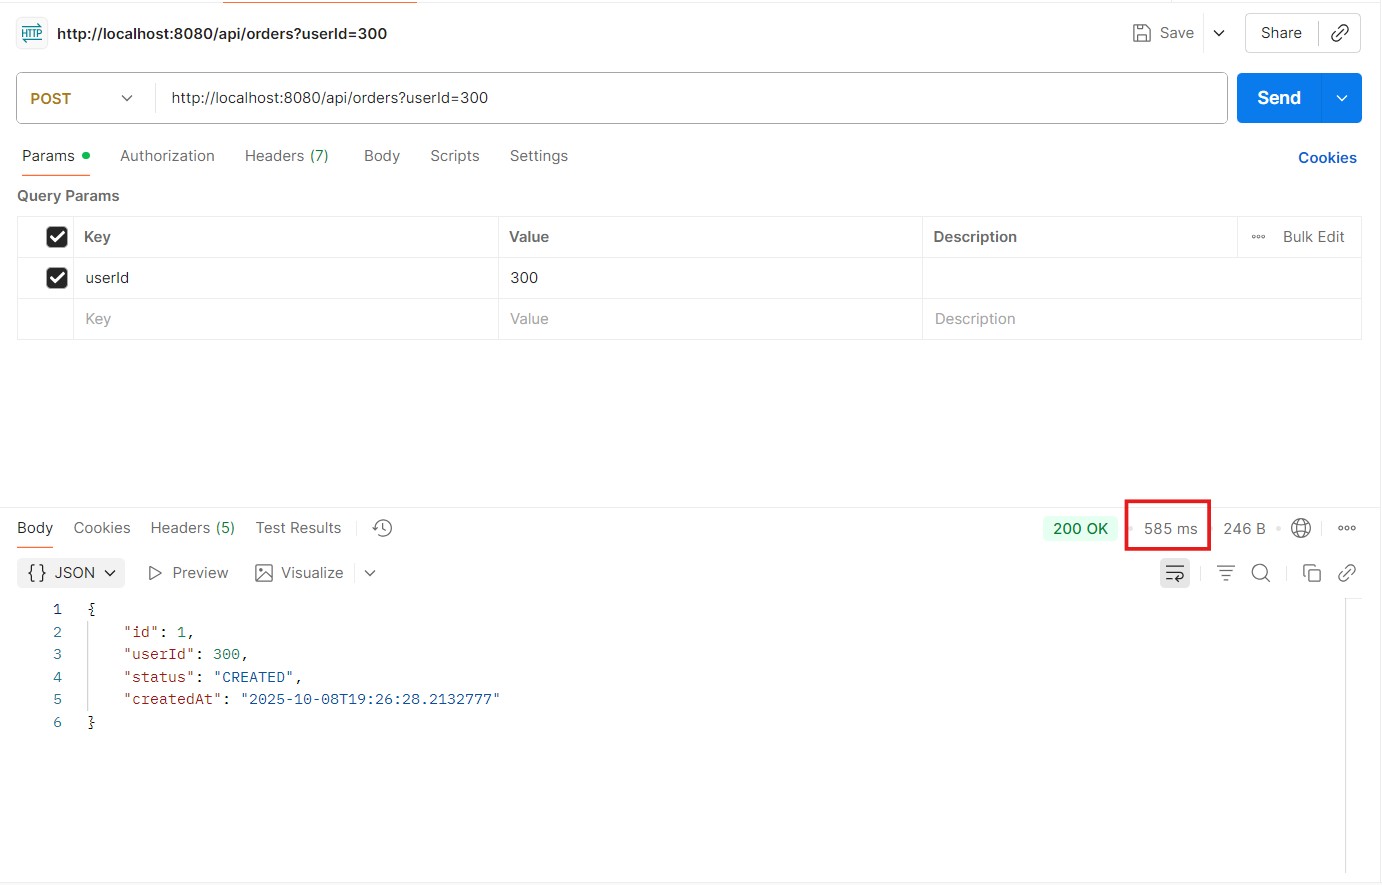 HTTP http://localhost:8080/api/orders?userId=300 Save Share
POST http://localhost:8080/api/orders?userId=300 Send
Params Authorization Headers (7) Body Scripts Settings Cookies
Query Params
Key Value Description Bulk Edit
userId 300
Key Value Description
Body Cookies Headers (5) Test Results 200 OK 585 ms 246 B
{} JSON Preview Visualize
1 {
2 "id": 1,
3 "userId": 300,
4 "status": "CREATED",
5 "createdAt": "2025-10-08T19:26:28.2132777"
6 }